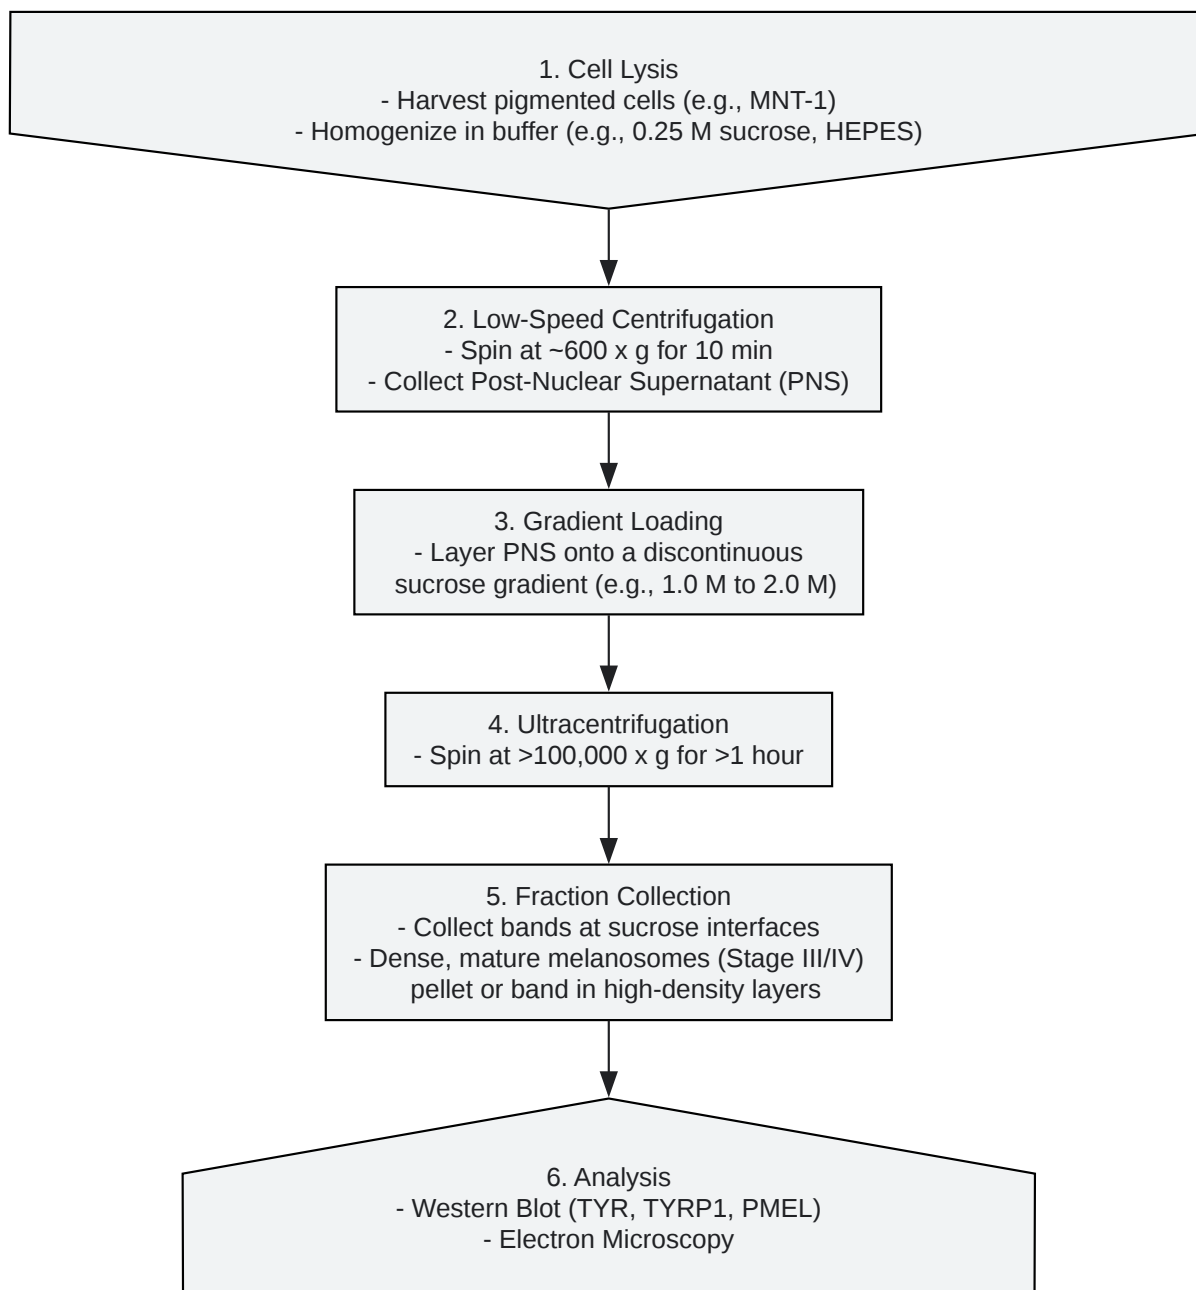 1. Cell Lysis
- Harvest pigmented cells (e.g., MNT-1)
- Homogenize in buffer (e.g., 0.25 M sucrose, HEPES)
2. Low-Speed Centrifugation
- Spin at ~600 x g for 10 min
- Collect Post-Nuclear Supernatant (PNS)
3. Gradient Loading
- Layer PNS onto a discontinuous
sucrose gradient (e.g., 1.0 M to 2.0 M)
4. Ultracentrifugation
- Spin at >100,000 x g for >1 hour
5. Fraction Collection
- Collect bands at sucrose interfaces
- Dense, mature melanosomes (Stage III/IV)
pellet or band in high-density layers
6. Analysis
- Western Blot (TYR, TYRP1, PMEL)
- Electron Microscopy